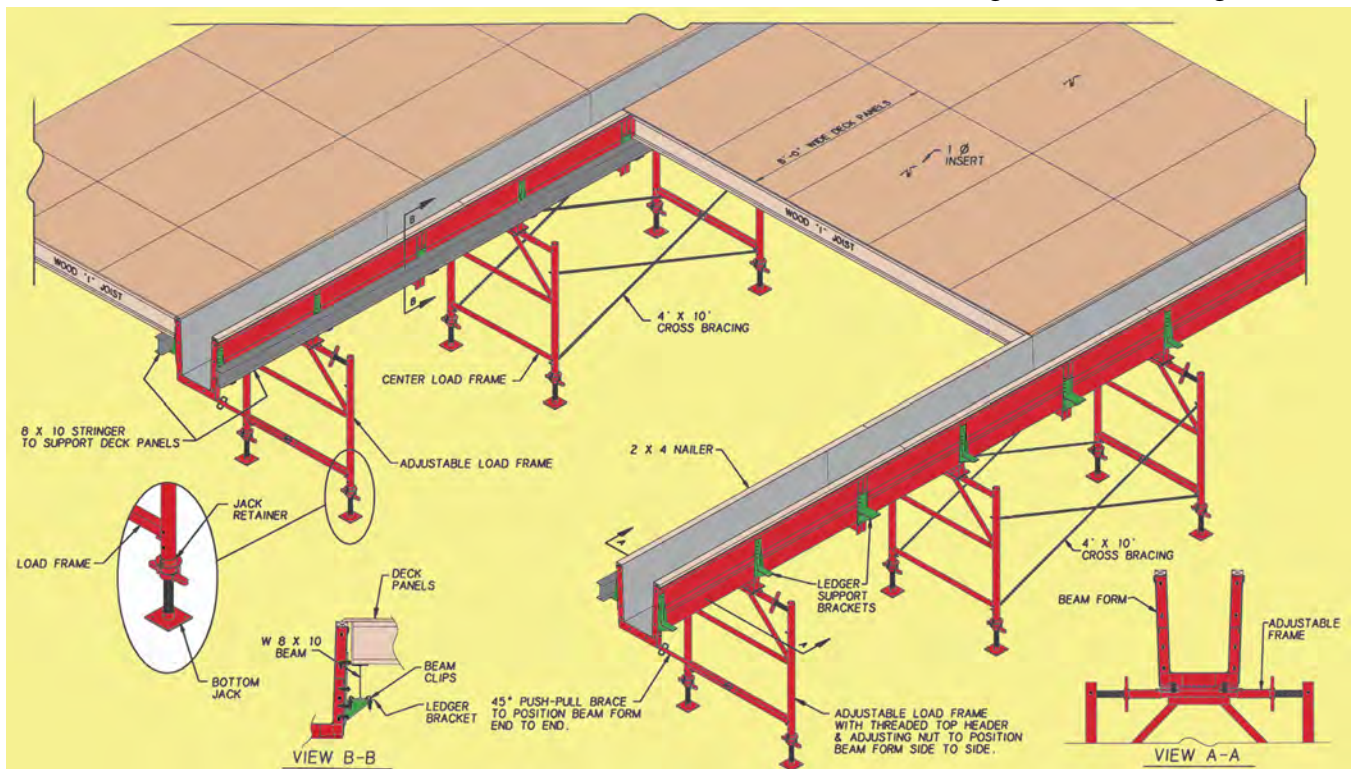 8'-0" WIDE DECK PANELS
1 Ø
INSERT
WOOD "I" JOIST
WOOD "I" JOIST
B
B
4' X 10'
CROSS BRACING
CENTER LOAD FRAME
8 X 10 STRINGER
TO SUPPORT DECK PANELS
ADJUSTABLE LOAD FRAME
2 X 4 NAILER
JACK
RETAINER
LOAD FRAME
BOTTOM
JACK
DECK
PANELS
W 8 X 10
BEAM
BEAM
CLIPS
LEDGER
BRACKET
VIEW B-B
A
A
LEDGER
SUPPORT
BRACKETS
4' X 10'
CROSS BRACING
45° PUSH-PULL BRACE
TO POSITION BEAM FORM
END TO END.
ADJUSTABLE LOAD FRAME
WITH THREADED TOP HEADER
& ADJUSTING NUT TO POSITION
BEAM FORM SIDE TO SIDE.
BEAM FORM
ADJUSTABLE
FRAME
VIEW A-A